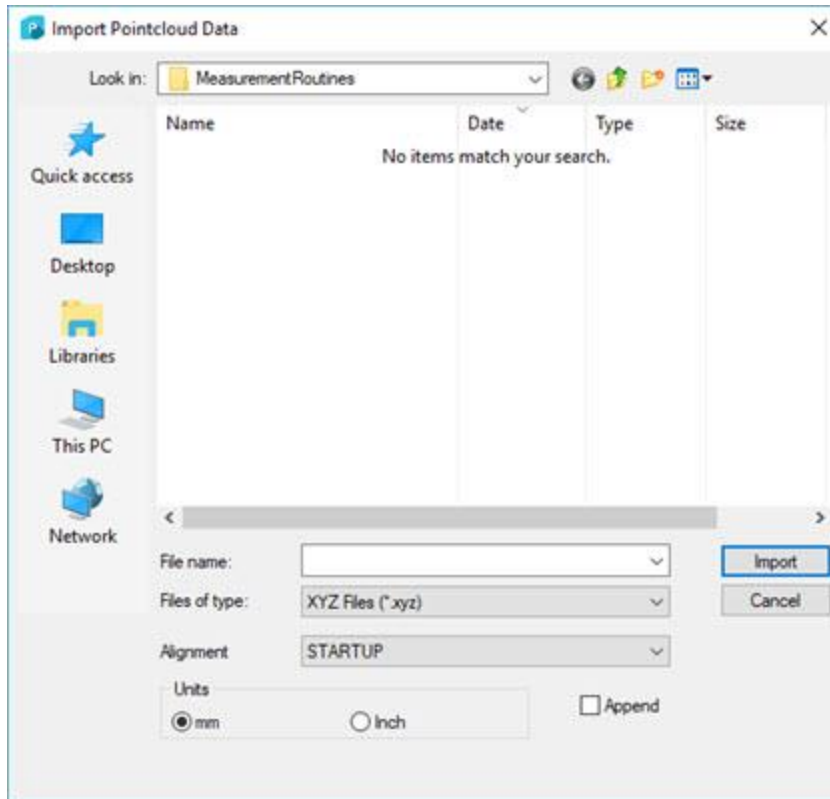 Import Pointcloud Data
Look in: MeasurementRoutines
Name Date Type Size
No items match your search.
Quick access
Desktop
Libraries
This PC
Network
File name: Import
Files of type: XYZ Files (*.xyz) Cancel
Alignment STARTUP
Units
mm Inch Append